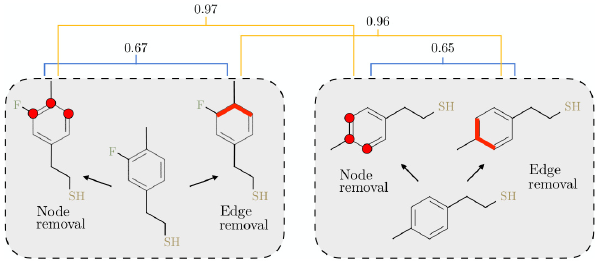 0.97
0.96
0.67
0.65
F
F
SH
SH
F
SH
SH
SH
SH
Node
removal
Edge
removal
Node
removal
Edge
removal